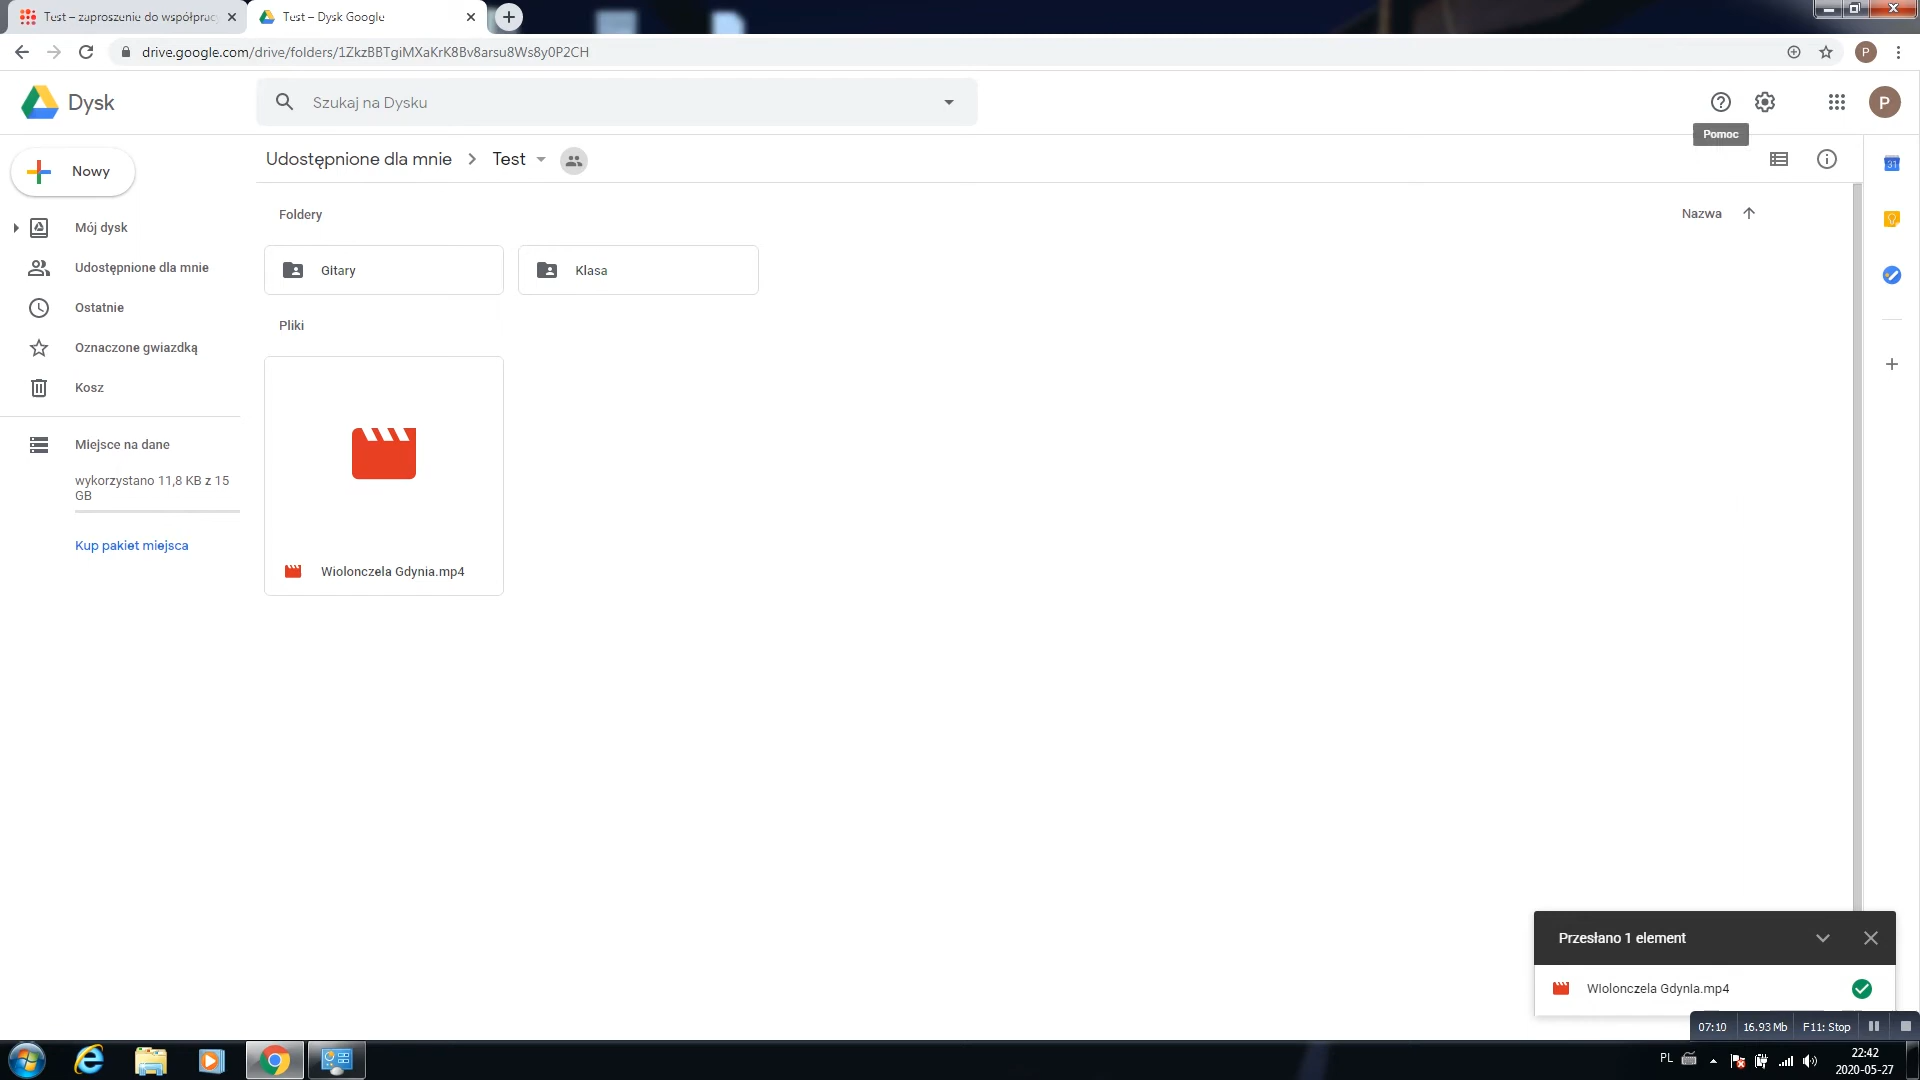 Test – zaproszenie do współprac
Test – Dysk Google
drive.google.com/drive/folders/1ZkzBBTgiMXaKrK8Bv8arsu8Ws8y0P2CH
P
Dysk
Szukaj na Dysku
P
Pomoc
Nowy
Udostępnione dla mnie
Test
31
Foldery
Nazwa
Mój dysk
Gitary
Klasa
Udostępnione dla mnie
Ostatnie
Pliki
Oznaczone gwiazdką
Kosz
Miejsce na dane
wykorzystano 11,8 KB z 15
GB
Kup pakiet miejsca
Wiolonczela Gdynia.mp4
Przesłano 1 element
Wiolonczela Gdynia.mp4
07:10
16.93 Mb
F11: Stop
PL
22:42
2020-05-27